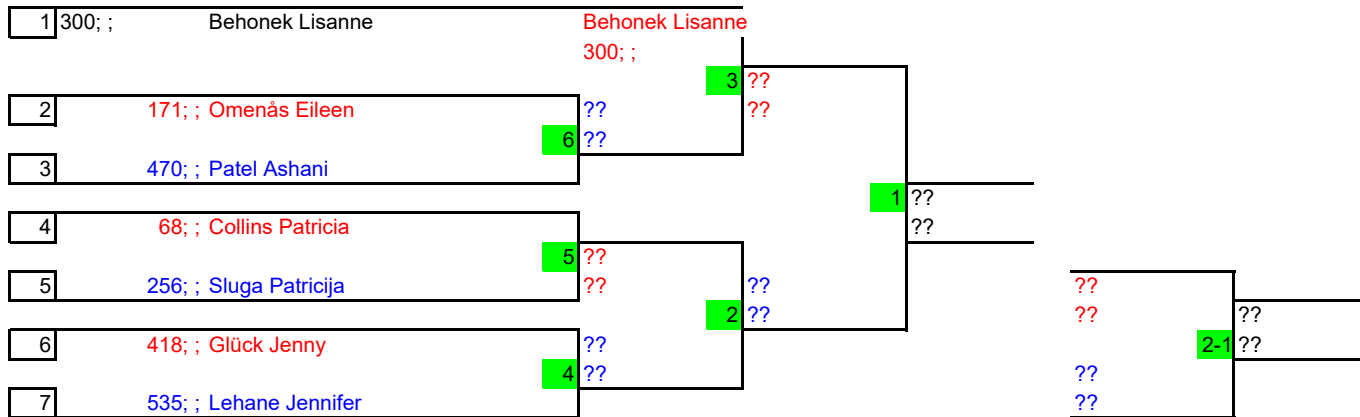 1 300; ; Behonek Lisanne Behonek Lisanne
300; ;
3 ??
2 171; ; Omenås Eileen ?? ??
6 ??
3 470; ; Patel Ashani
1 ??
4 68; ; Collins Patricia ??
5 ??
5 256; ; Sluga Patricija ?? ?? ??
2 ?? ?? ??
6 418; ; Glück Jenny ?? 2-1 ??
4 ?? ??
7 535; ; Lehane Jennifer ??